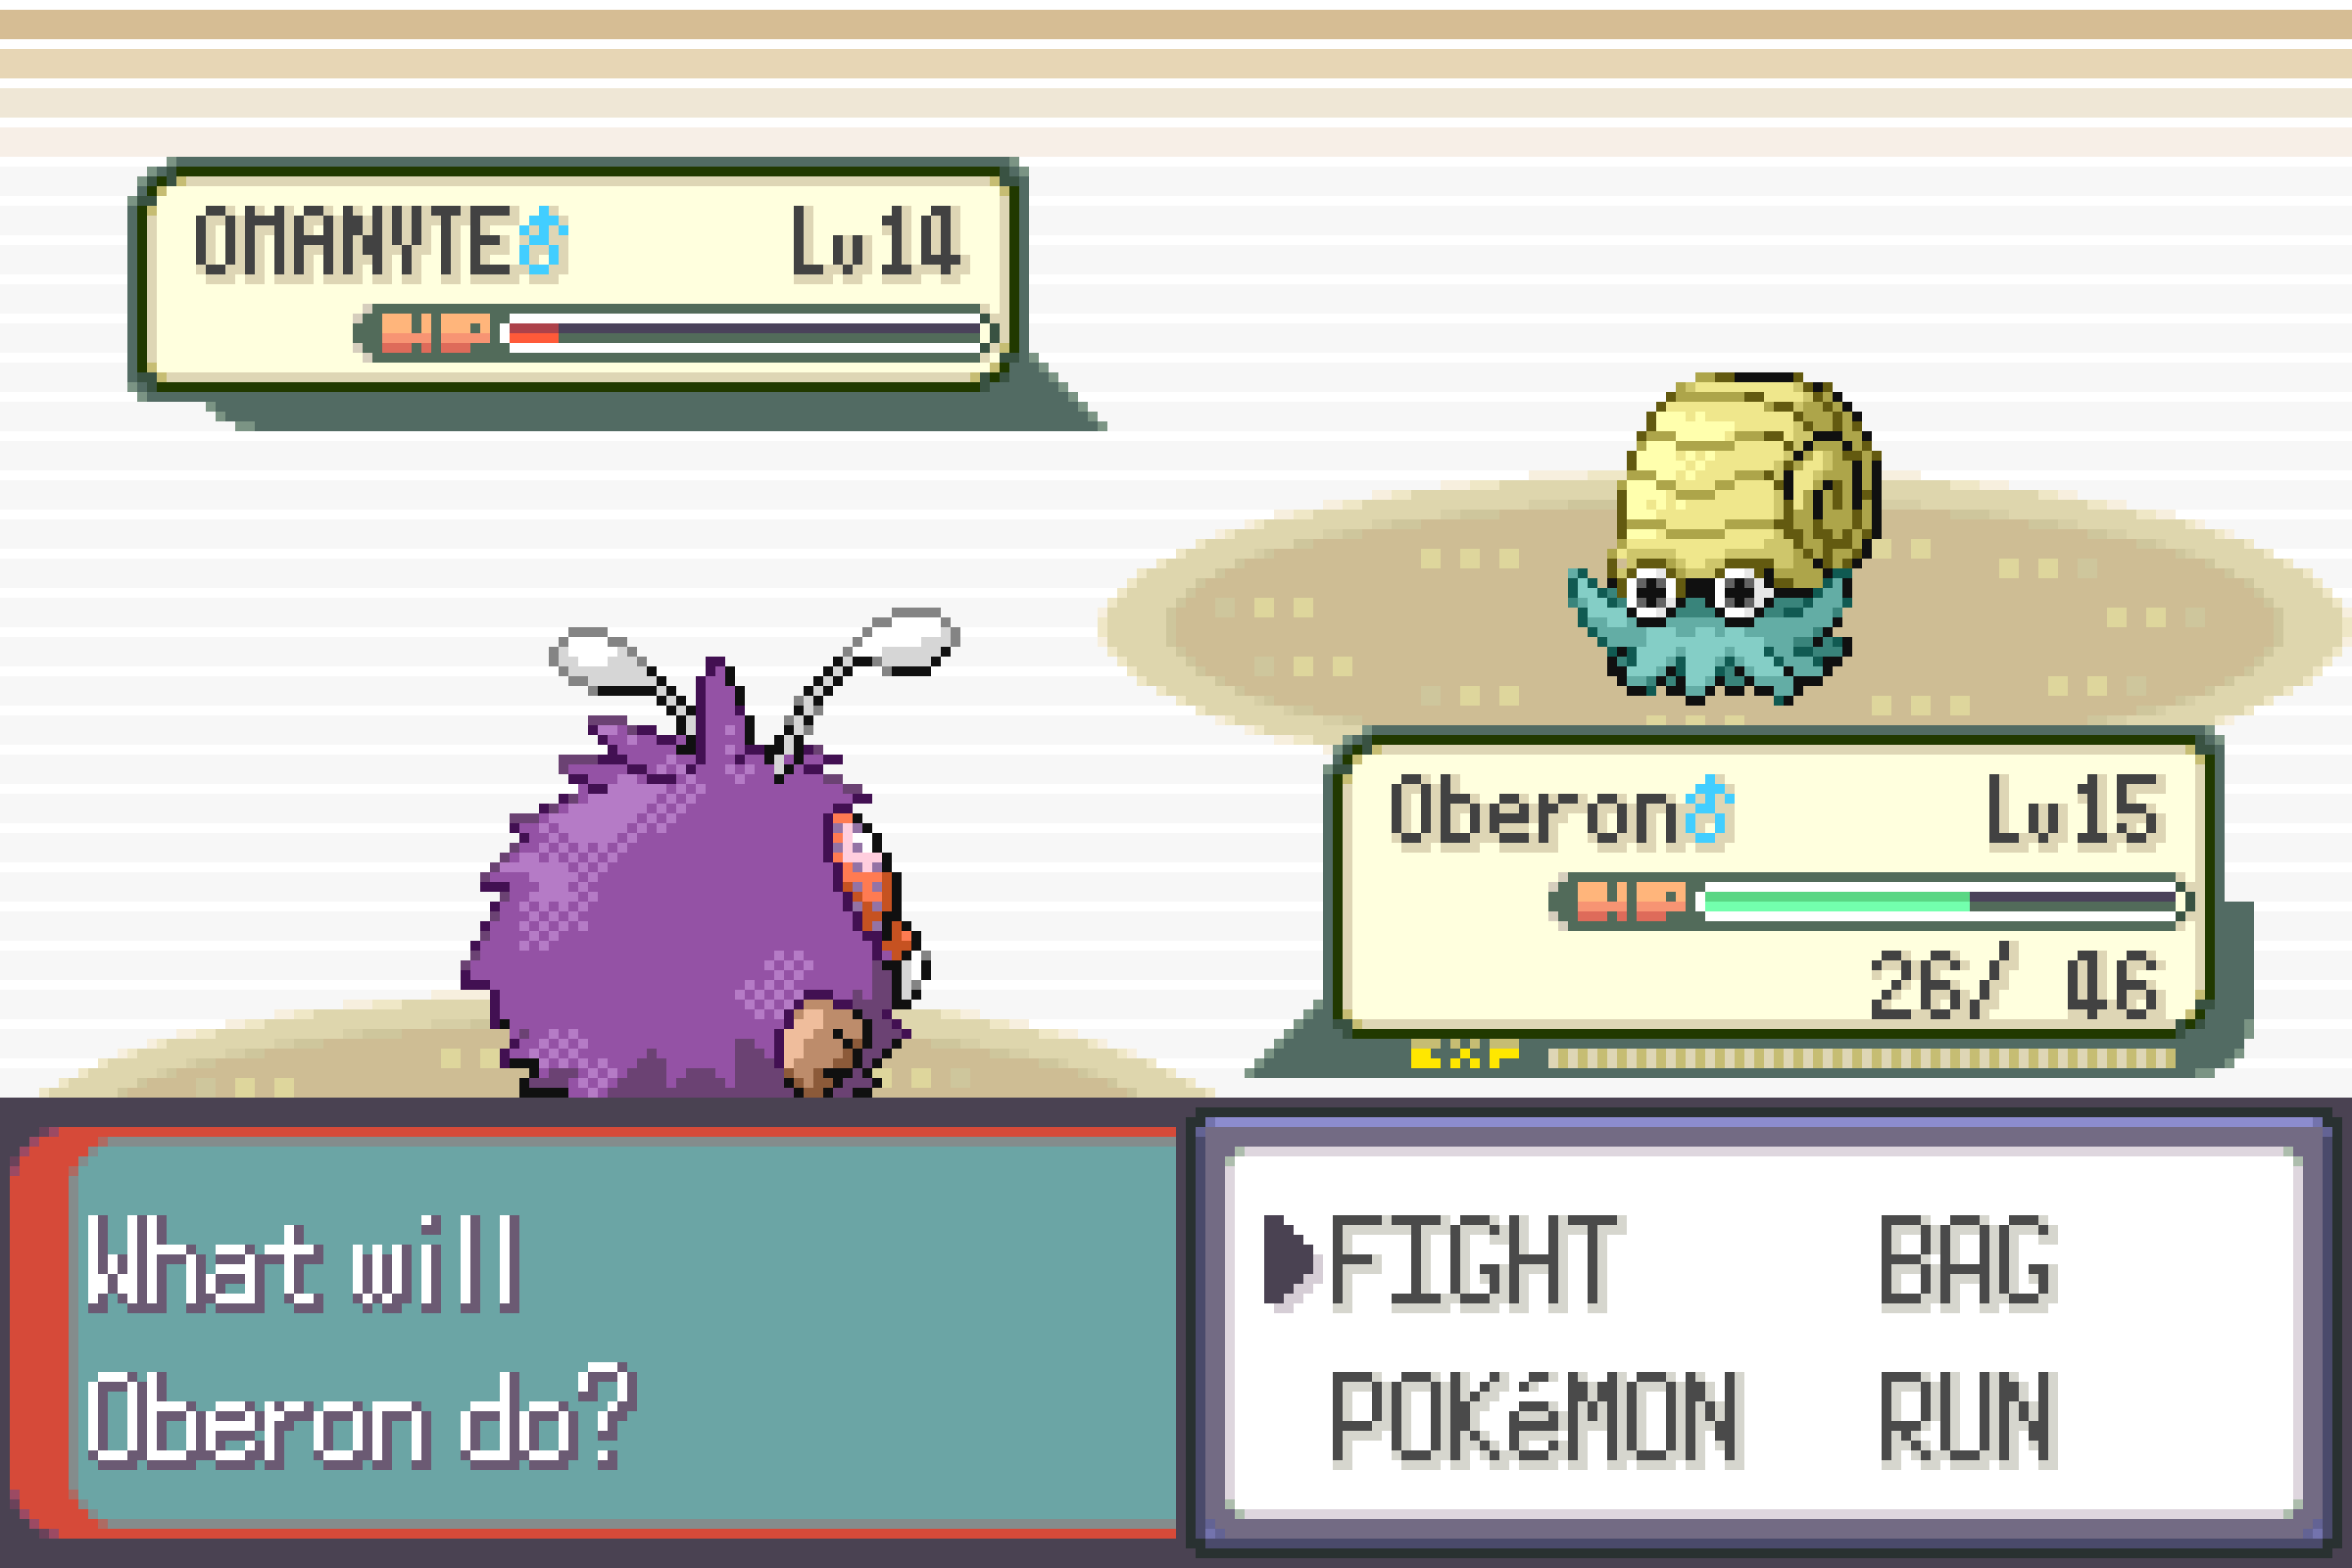 OMANYTE♂ Lv14
HP
Oberon♂ Lv15
HP
26/ 46
EXP
What will
Oberon do?
FIGHT BAG
POKéMON RUN